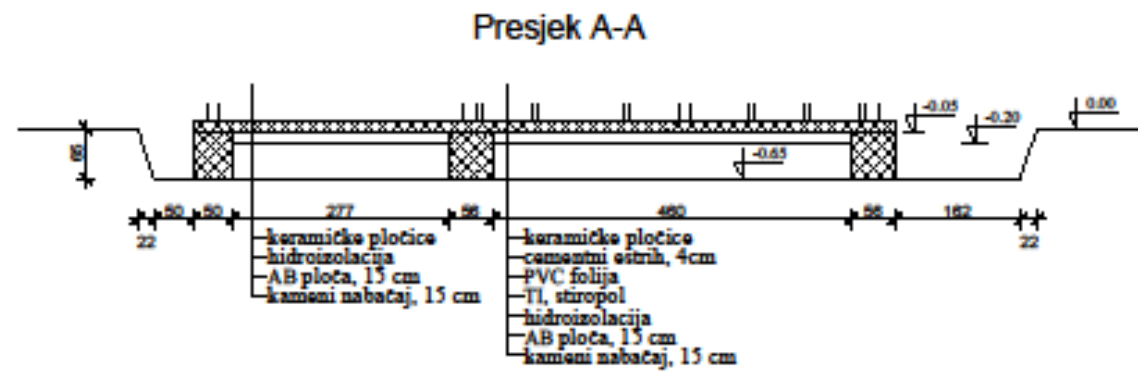 Presjek A-A
-0.05
-0.20
0.00
65
-0.65
50
50
277
56
460
56
162
22
22
keramičke pločice
hidroizolacija
AB ploča, 15 cm
kameni nabačaj, 15 cm
keramičke pločice
cementni estrih, 4cm
PVC folija
TI, stiropol
hidroizolacija
AB ploča, 15 cm
kameni nabačaj, 15 cm